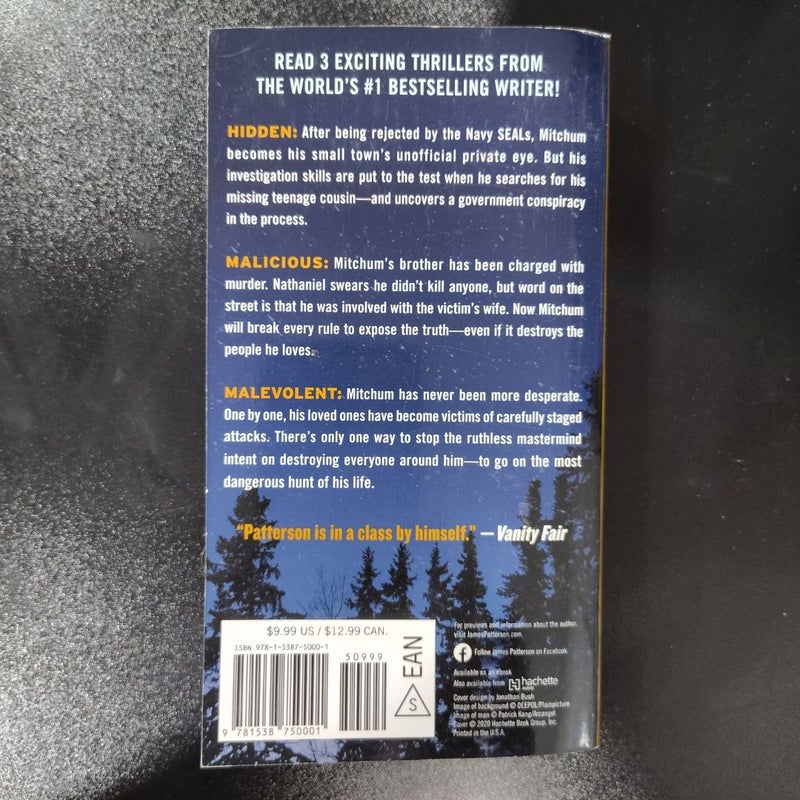 READ 3 EXCITING THRILLERS FROM
THE WORLD'S #1 BESTSELLING WRITER!
HIDDEN: After being rejected by the Navy SEALs, Mitchum
becomes his small town's unofficial private eye. But his
investigation skills are put to the test when he searches for his
missing teenage cousin—and uncovers a government conspiracy
in the process.
MALICIOUS: Mitchum's brother has been charged with
murder. Nathaniel swears he didn't kill anyone, but word on the
street is that he was involved with the victim's wife. Now Mitchum
will break every rule to expose the truth—even if it destroys the
people he loves.
MALEVOLENT: Mitchum has never been more desperate.
One by one, his loved ones have become victims of carefully staged
attacks. There's only one way to stop the ruthless mastermind
intent on destroying everyone around him—to go on the most
dangerous hunt of his life.
"Patterson is in a class by himself." —Vanity Fair
$9.99 US / $12.99 CAN.
ISBN 978-1-5387-5000-1
50999
9 781538 750001
S
EAN
For previews and information about the author,
visit JamesPatterson.com.
f Follow James Patterson on Facebook
Available as an ebook
Also available from hachette
AUDIO
Cover design by Jonathan Bush
Image of background © DEEPOL/Plainpicture
Image of man © Patrick Kang/Arcangel
Cover © 2020 Hachette Book Group, Inc.
Printed in the U.S.A.